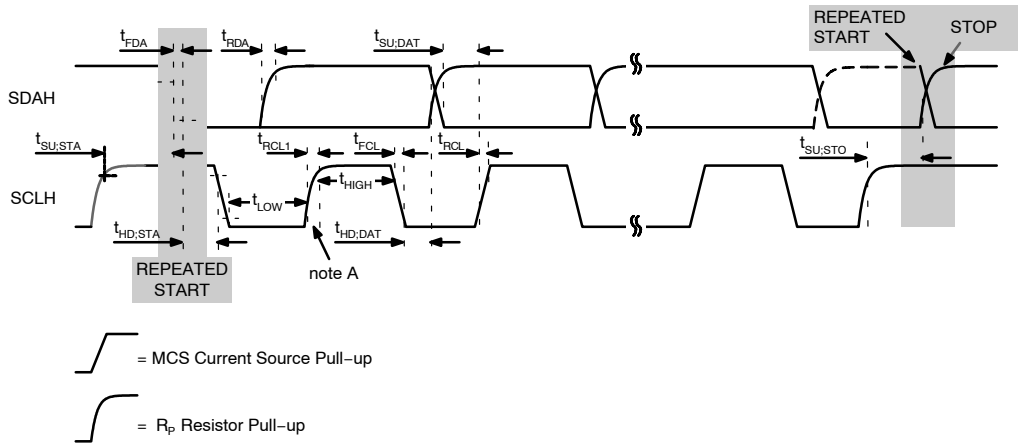 REPEATED
START
STOP
tFDA
tRDA
tSU;DAT
SDAH
tSU;STA
tRCL1
tFCL
tRCL
tSU;STO
tHIGH
SCLH
tLOW
tHD;STA
tHD;DAT
REPEATED
START
note A
= MCS Current Source Pull−up
= RP Resistor Pull−up